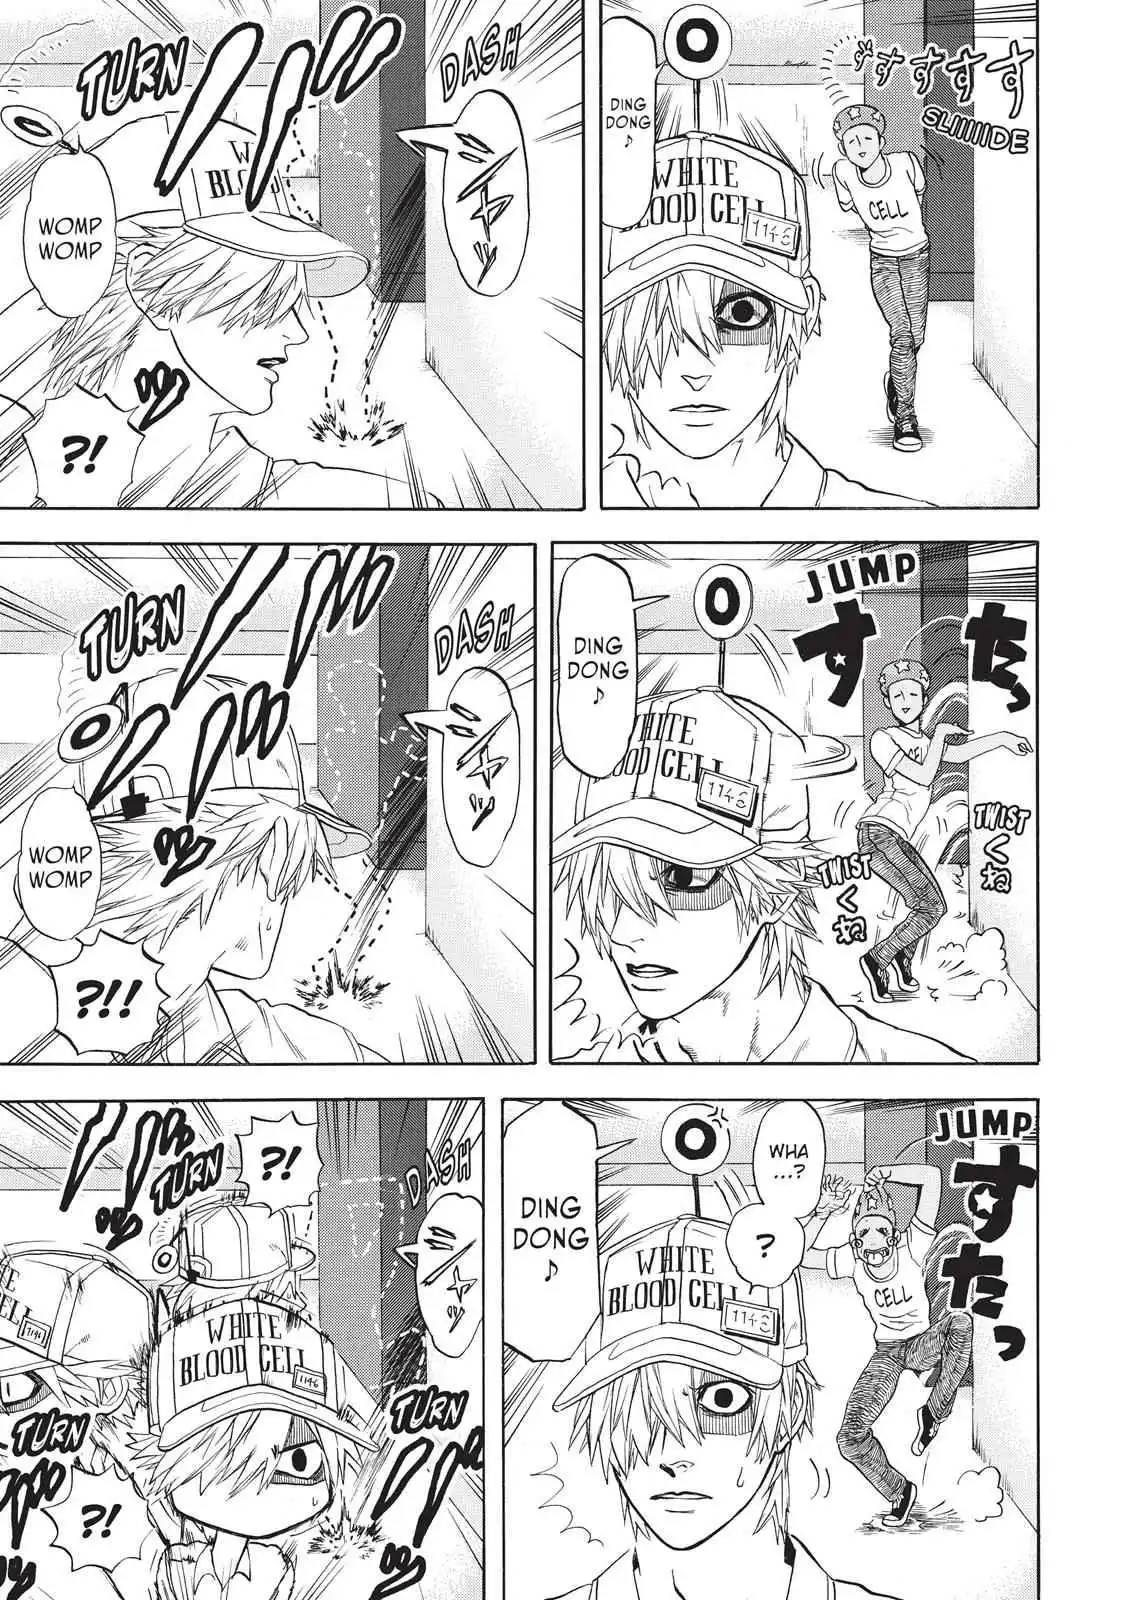 すすすすす
SLIIIIIDE
CELL
DING
DONG
♪
WHITE
BLOOD CELL
1146
DASH
TURN
WOMP
WOMP
?!
JUMP
すたっ
CELL
TWIST
くね
TWIST
くね
DING
DONG
♪
WHITE
BLOOD CELL
1146
DASH
TURN
WOMP
WOMP
?!!
JUMP
すたっ
CELL
WHA
...?
?
DING
DONG
♪
WHITE
BLOOD CELL
1146
DASH
?!
TURN
CELL
1146
WHITE
BLOOD CELL
1146
TURN
TURN
?!